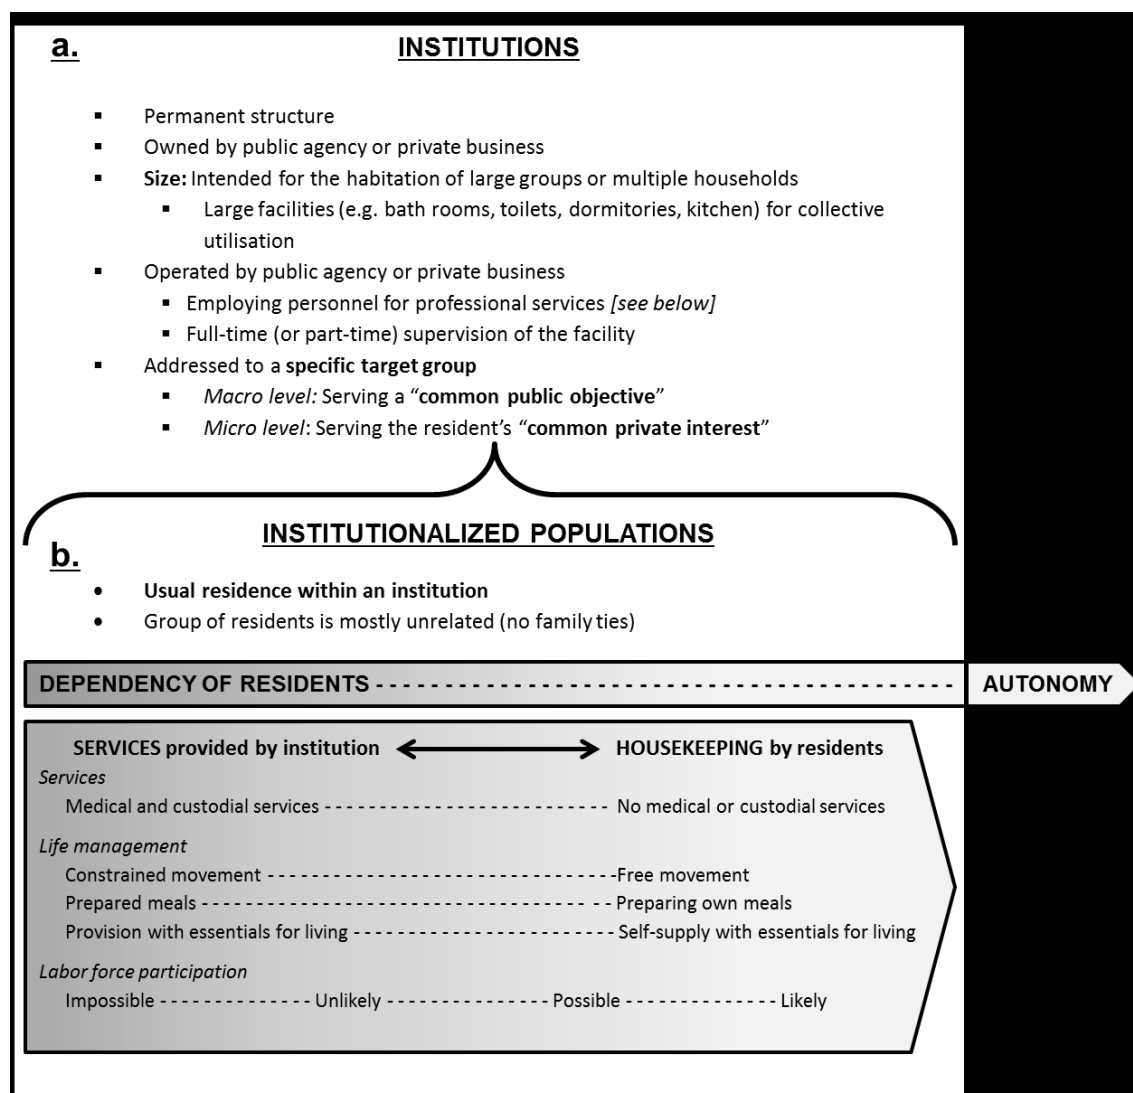 a.
INSTITUTIONS
▪ Permanent structure
▪ Owned by public agency or private business
▪ Size: Intended for the habitation of large groups or multiple households
▪ Large facilities (e.g. bath rooms, toilets, dormitories, kitchen) for collective
utilisation
▪ Operated by public agency or private business
▪ Employing personnel for professional services [see below]
▪ Full-time (or part-time) supervision of the facility
▪ Addressed to a specific target group
▪ Macro level: Serving a “common public objective”
▪ Micro level: Serving the resident’s “common private interest”
INSTITUTIONALIZED POPULATIONS
b.
• Usual residence within an institution
• Group of residents is mostly unrelated (no family ties)
DEPENDENCY OF RESIDENTS - - - - - - - - - - - - - - - - - - - - - - - - - - - - - - - - - - - - - - - - - - AUTONOMY
SERVICES provided by institution HOUSEKEEPING by residents
Services
Medical and custodial services - - - - - - - - - - - - - - - - - - - - - - - - - - No medical or custodial services
Life management
Constrained movement - - - - - - - - - - - - - - - - - - - - - - - - - - - - - - - -Free movement
Prepared meals - - - - - - - - - - - - - - - - - - - - - - - - - - - - - - - - - - - - - - Preparing own meals
Provision with essentials for living - - - - - - - - - - - - - - - - - - - - - - - - Self-supply with essentials for living
Labor force participation
Impossible - - - - - - - - - - - - - - Unlikely - - - - - - - - - - - - - - - Possible - - - - - - - - - - - - - - Likely